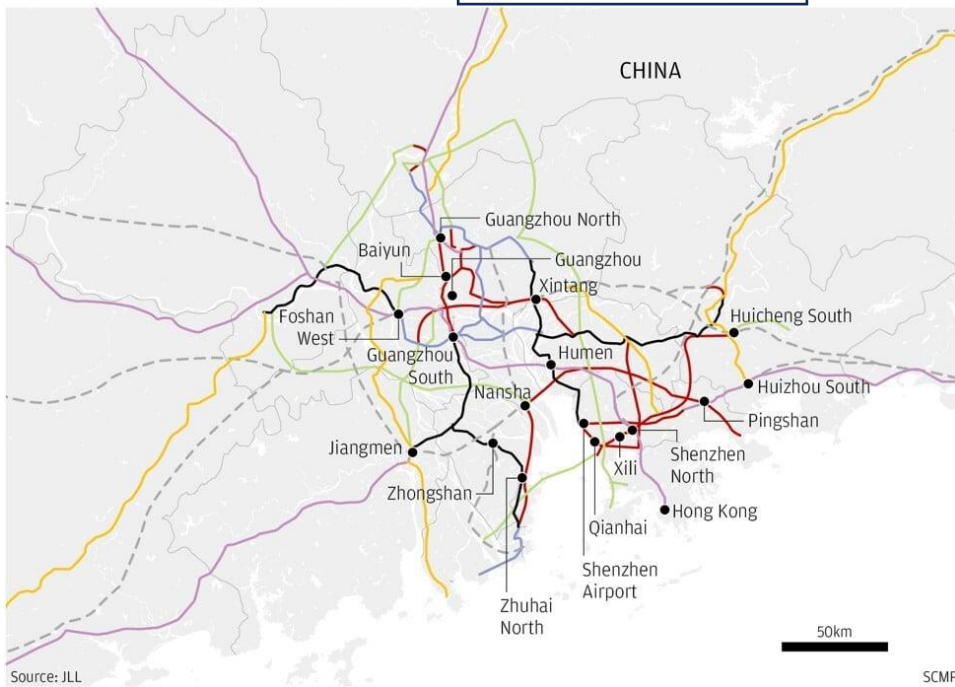 CHINA
Guangzhou North
Baiyun
Guangzhou
Xintang
Foshan
West
Huicheng South
Guangzhou
South
Humen
Huizhou South
Nansha
Pingshan
Jiangmen
Shenzhen
North
Xili
Zhongshan
Hong Kong
Qianhai
Shenzhen
Airport
Zhuhai
North
50km
Source: JLL
SCMP